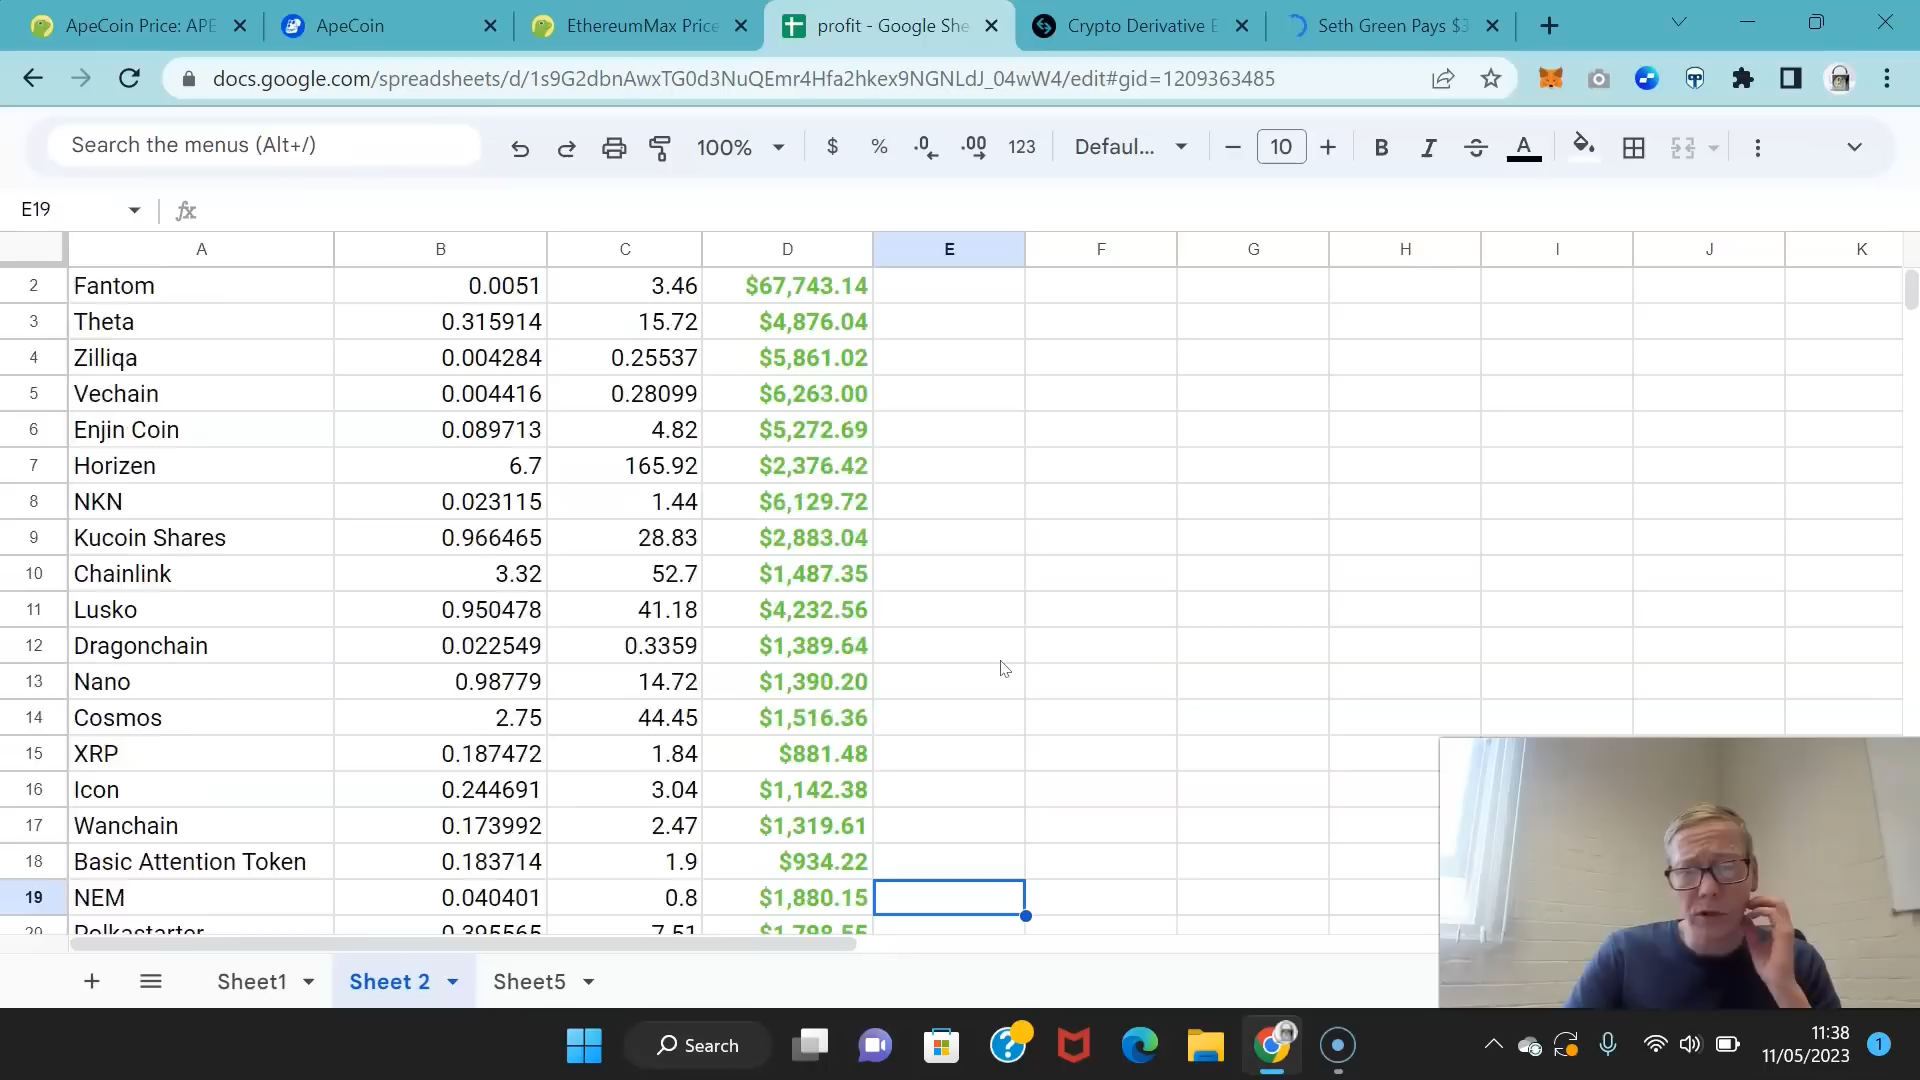 ApeCoin Price: APE
ApeCoin
EthereumMax Price
profit - Google She
Crypto Derivative E
Seth Green Pays $3
docs.google.com/spreadsheets/d/1s9G2dbnAwxTG0d3NuQEmr4Hfa2hkex9NGNLdJ_04wW4/edit#gid=1209363485
Search the menus (Alt+/) 100% $ % .0 .00 123 Defaul... 10 B I S A
E19 fx
A B C D E F G H I J K
2 Fantom 0.0051 3.46 $67,743.14
3 Theta 0.315914 15.72 $4,876.04
4 Zilliqa 0.004284 0.25537 $5,861.02
5 Vechain 0.004416 0.28099 $6,263.00
6 Enjin Coin 0.089713 4.82 $5,272.69
7 Horizen 6.7 165.92 $2,376.42
8 NKN 0.023115 1.44 $6,129.72
9 Kucoin Shares 0.966465 28.83 $2,883.04
10 Chainlink 3.32 52.7 $1,487.35
11 Lusko 0.950478 41.18 $4,232.56
12 Dragonchain 0.022549 0.3359 $1,389.64
13 Nano 0.98779 14.72 $1,390.20
14 Cosmos 2.75 44.45 $1,516.36
15 XRP 0.187472 1.84 $881.48
16 Icon 0.244691 3.04 $1,142.38
17 Wanchain 0.173992 2.47 $1,319.61
18 Basic Attention Token 0.183714 1.9 $934.22
19 NEM 0.040401 0.8 $1,880.15
20 Polkastarter 0.395565 7.51 $1,798.55
Sheet1 Sheet 2 Sheet5
Search
11:38
11/05/2023
1